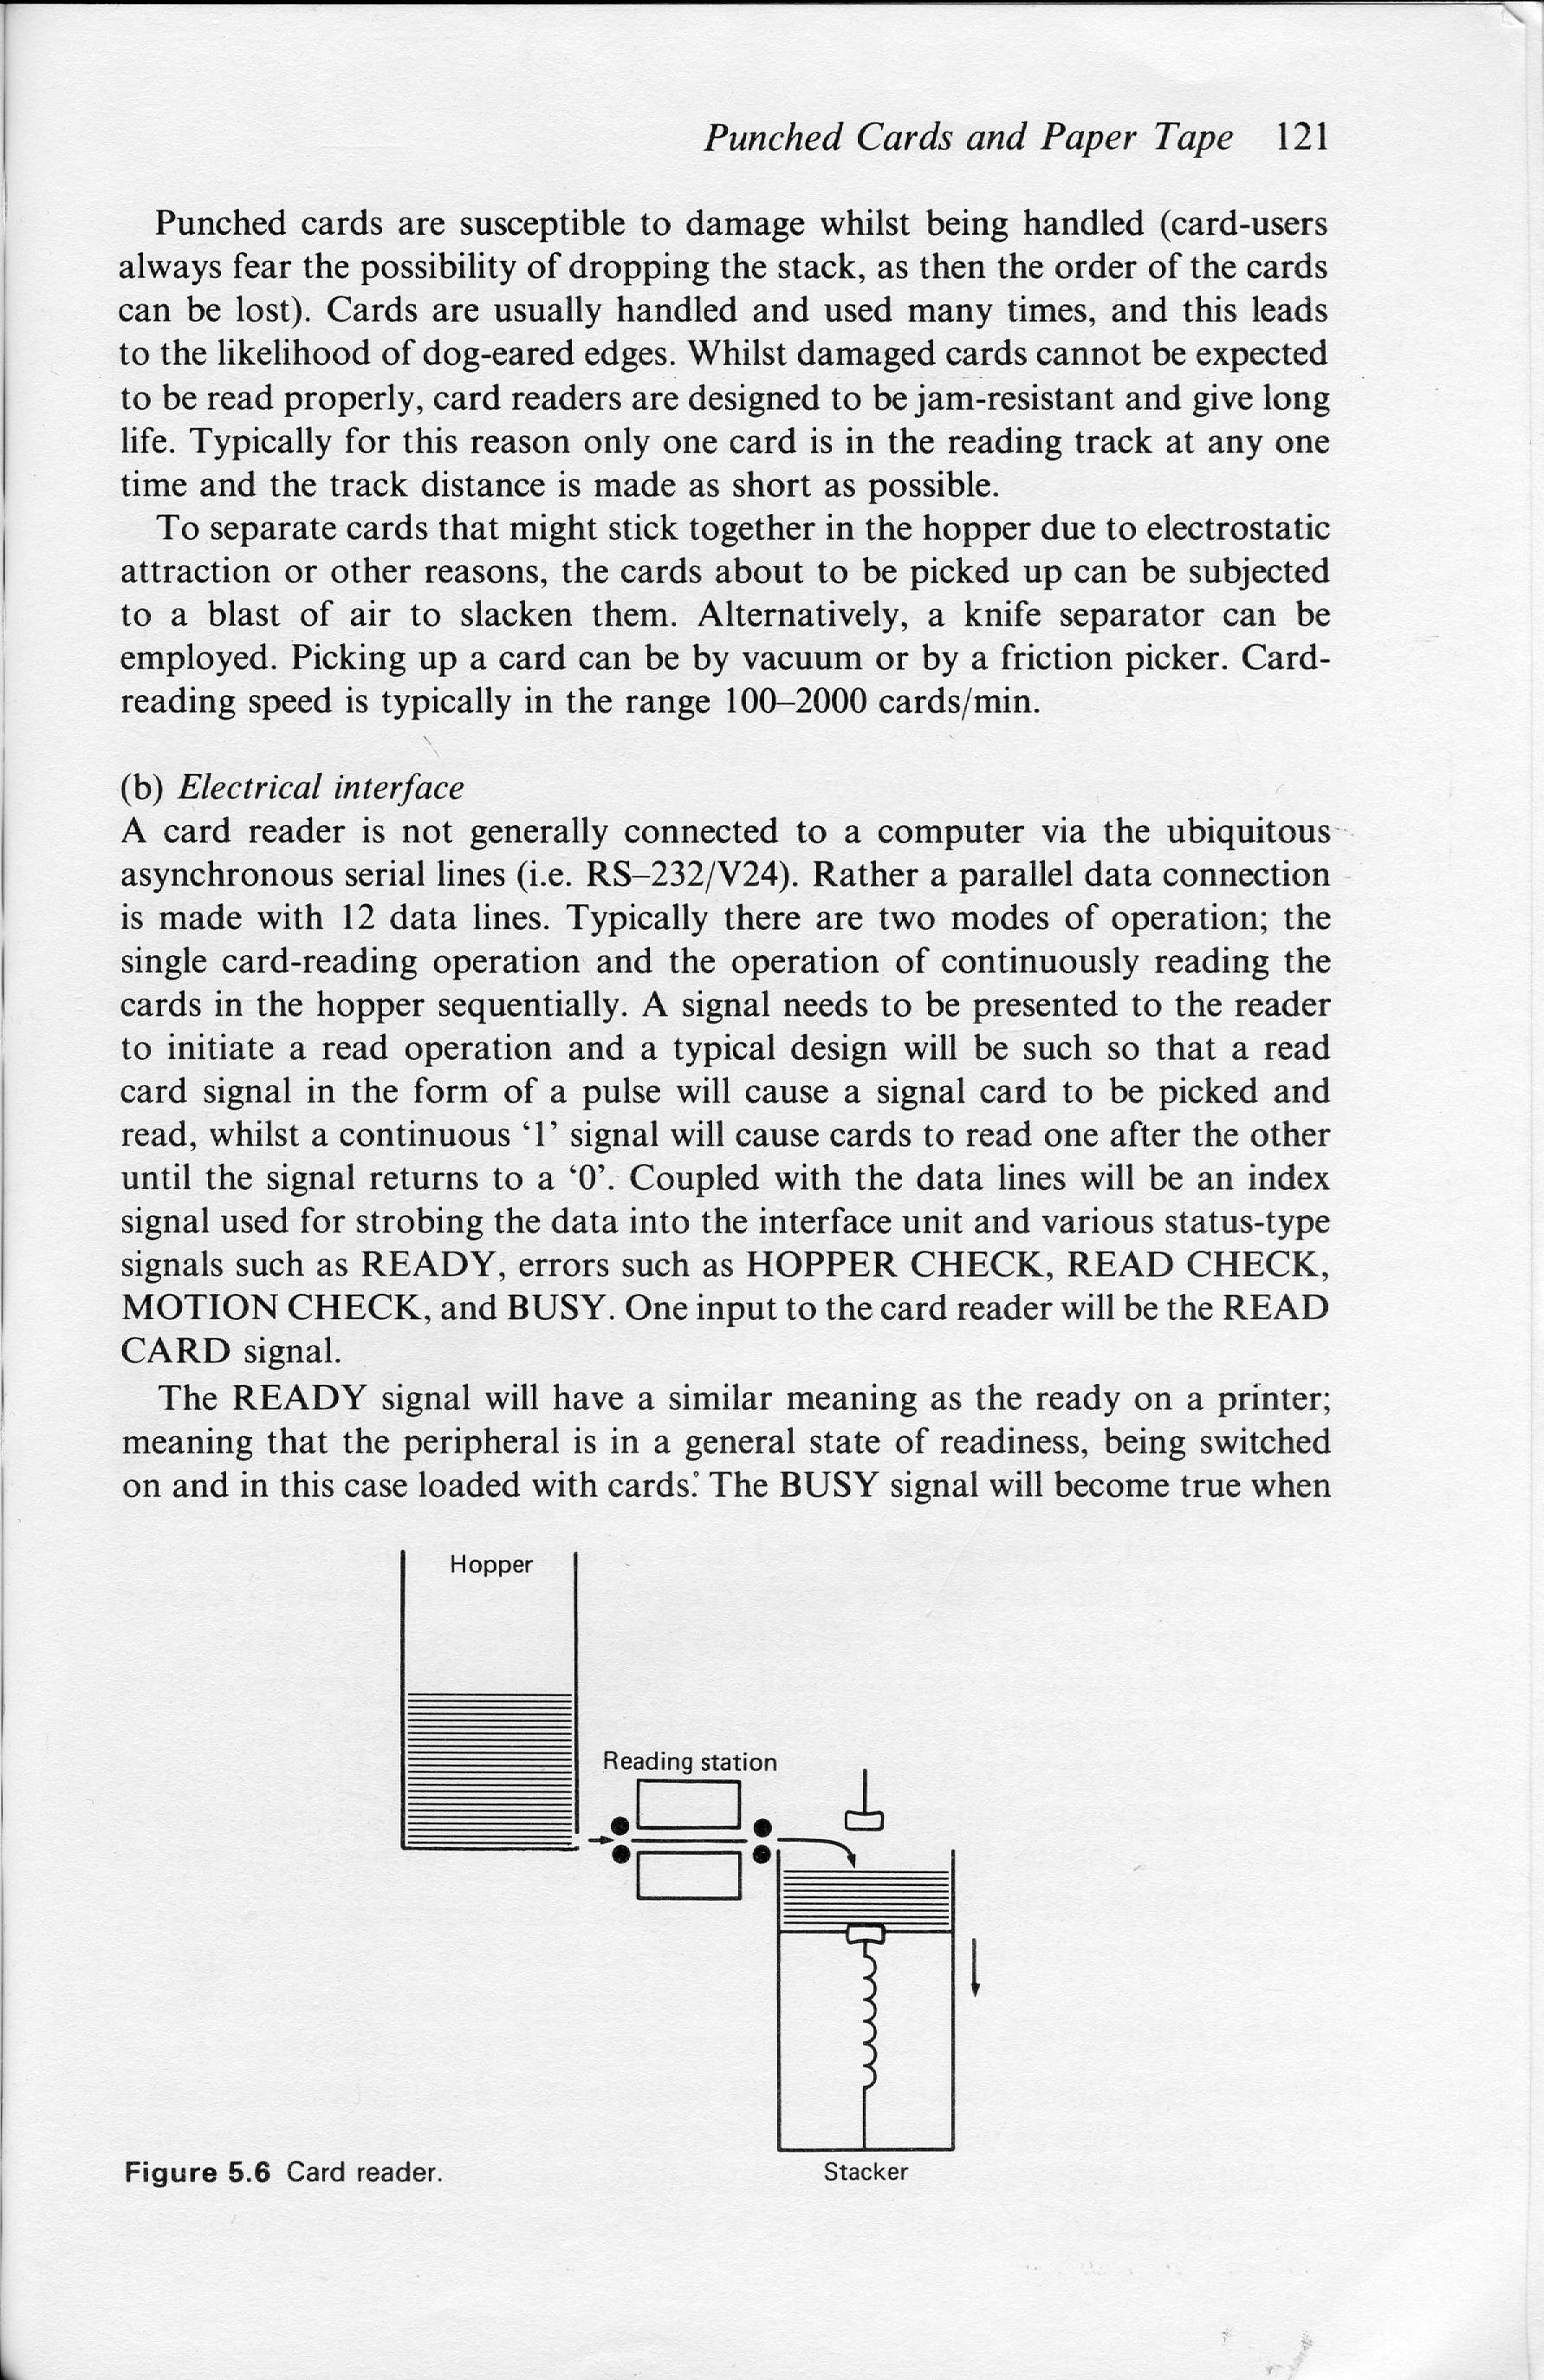 Punched Cards and Paper Tape 121
Punched cards are susceptible to damage whilst being handled (card-users
always fear the possibility of dropping the stack, as then the order of the cards
can be lost). Cards are usually handled and used many times, and this leads
to the likelihood of dog-eared edges. Whilst damaged cards cannot be expected
to be read properly, card readers are designed to be jam-resistant and give long
life. Typically for this reason only one card is in the reading track at any one
time and the track distance is made as short as possible.
To separate cards that might stick together in the hopper due to electrostatic
attraction or other reasons, the cards about to be picked up can be subjected
to a blast of air to slacken them. Alternatively, a knife separator can be
employed. Picking up a card can be by vacuum or by a friction picker. Card-
reading speed is typically in the range 100–2000 cards/min.
(b) Electrical interface
A card reader is not generally connected to a computer via the ubiquitous
asynchronous serial lines (i.e. RS–232/V24). Rather a parallel data connection
is made with 12 data lines. Typically there are two modes of operation; the
single card-reading operation and the operation of continuously reading the
cards in the hopper sequentially. A signal needs to be presented to the reader
to initiate a read operation and a typical design will be such so that a read
card signal in the form of a pulse will cause a signal card to be picked and
read, whilst a continuous ‘1’ signal will cause cards to read one after the other
until the signal returns to a ‘0’. Coupled with the data lines will be an index
signal used for strobing the data into the interface unit and various status-type
signals such as READY, errors such as HOPPER CHECK, READ CHECK,
MOTION CHECK, and BUSY. One input to the card reader will be the READ
CARD signal.
The READY signal will have a similar meaning as the ready on a printer;
meaning that the peripheral is in a general state of readiness, being switched
on and in this case loaded with cards. The BUSY signal will become true when
Hopper
Reading station
Stacker
Figure 5.6 Card reader.